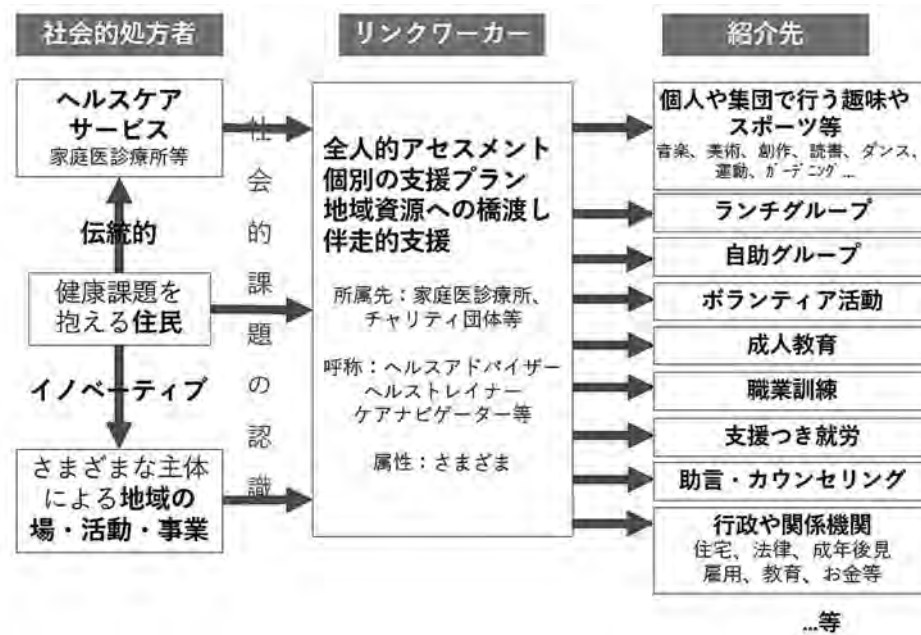 社会的処方者
リンクワーカー
紹介先
ヘルスケア
サービス
家庭医診療所等
伝統的
健康課題を
抱える住民
イノベーティブ
さまざまな主体
による地域の
場・活動・事業
社会的課題の認識
全人的アセスメント
個別の支援プラン
地域資源への橋渡し
伴走的支援
所属先：家庭医診療所、
チャリティ団体等
呼称：ヘルスアドバイザー
ヘルストレイナー
ケアナビゲーター等
属性：さまざま
個人や集団で行う趣味や
スポーツ等
音楽、美術、創作、読書、ダンス、
運動、ｶﾞｰﾃﾞﾆﾝｸﾞ…
ランチグループ
自助グループ
ボランティア活動
成人教育
職業訓練
支援つき就労
助言・カウンセリング
行政や関係機関
住宅、法律、成年後見
雇用、教育、お金等
…等